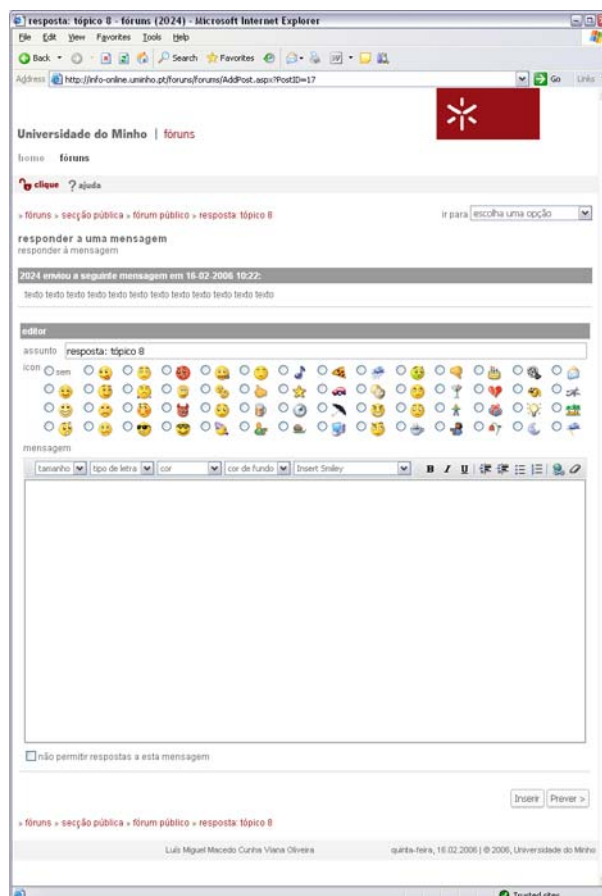 resposta: tópico 8 - fóruns (2024) - Microsoft Internet Explorer
File Edit View Favorites Tools Help
Back Search Favorites
Address http://info-online.uminho.pt/foruns/forums/AddPost.aspx?PostID=17 Go Links
Universidade do Minho | fóruns
home fóruns
clique ? ajuda
» fóruns » secção pública » fórum público » resposta: tópico 8 ir para escolha uma opção
responder a uma mensagem
responder à mensagem
2024 enviou a seguinte mensagem em 16-02-2006 10:22:
texto texto texto texto texto texto texto texto texto texto texto texto
editor
assunto resposta: tópico 8
icon sem
mensagem
tamanho tipo de letra cor cor de fundo Insert Smiley B I U
não permitir respostas a esta mensagem
Inserir Prever >
» fóruns » secção pública » fórum público » resposta: tópico 8
Luís Miguel Macedo Cunha Viana Oliveira quinta-feira, 16.02.2006 | © 2006, Universidade do Minho
Trusted sites